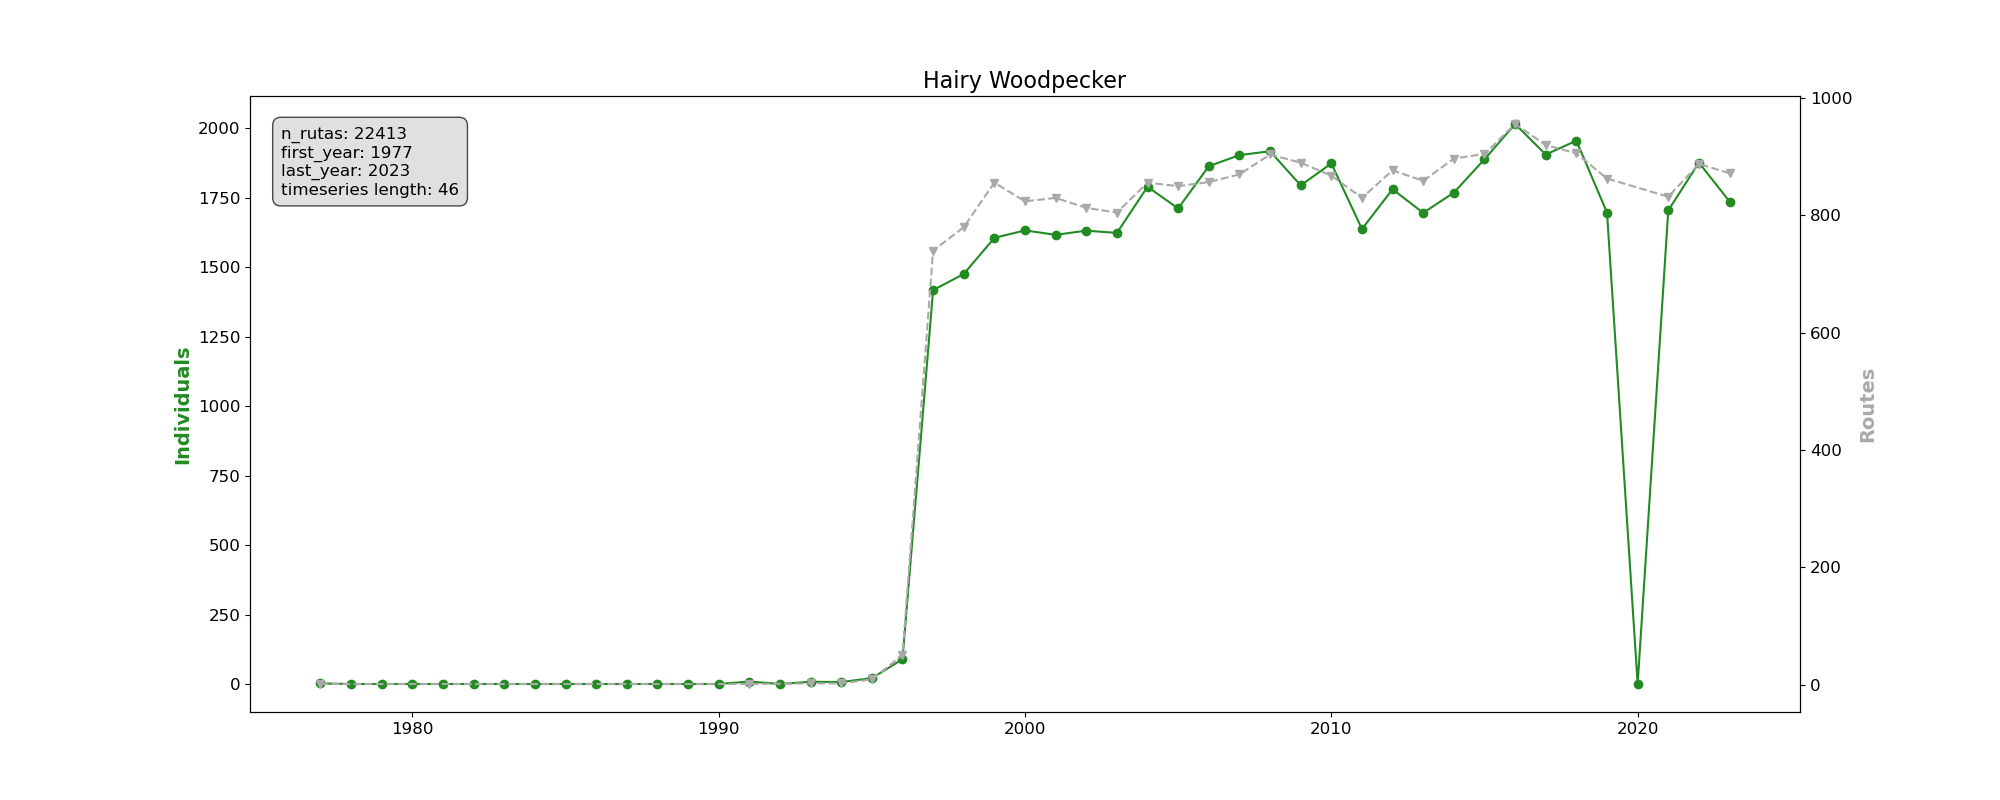 Hairy Woodpecker
n_rutas: 22413
first_year: 1977
last_year: 2023
timeseries length: 46
2000
1750
1500
1250
1000
750
500
250
0
Individuals
1000
800
600
400
200
0
Routes
1980
1990
2000
2010
2020